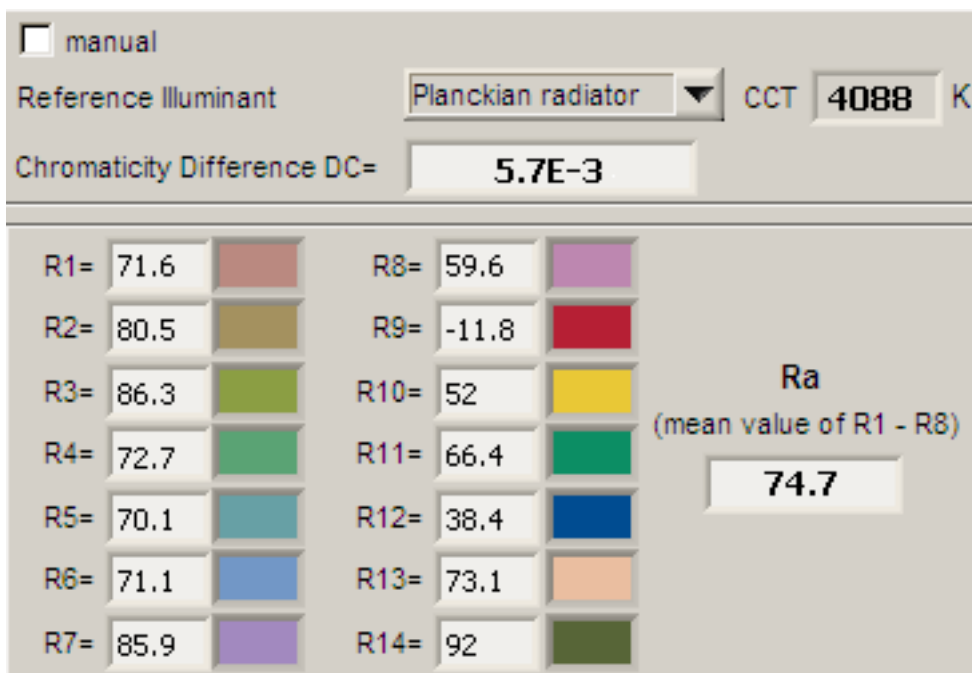 manual
Reference Illuminant Planckian radiator CCT 4088 K
Chromaticity Difference DC= 5.7E-3
R1= 71.6 R8= 59.6
R2= 80.5 R9= -11.8
R3= 86.3 R10= 52
R4= 72.7 R11= 66.4
R5= 70.1 R12= 38.4
R6= 71.1 R13= 73.1
R7= 85.9 R14= 92
Ra
(mean value of R1 - R8)
74.7